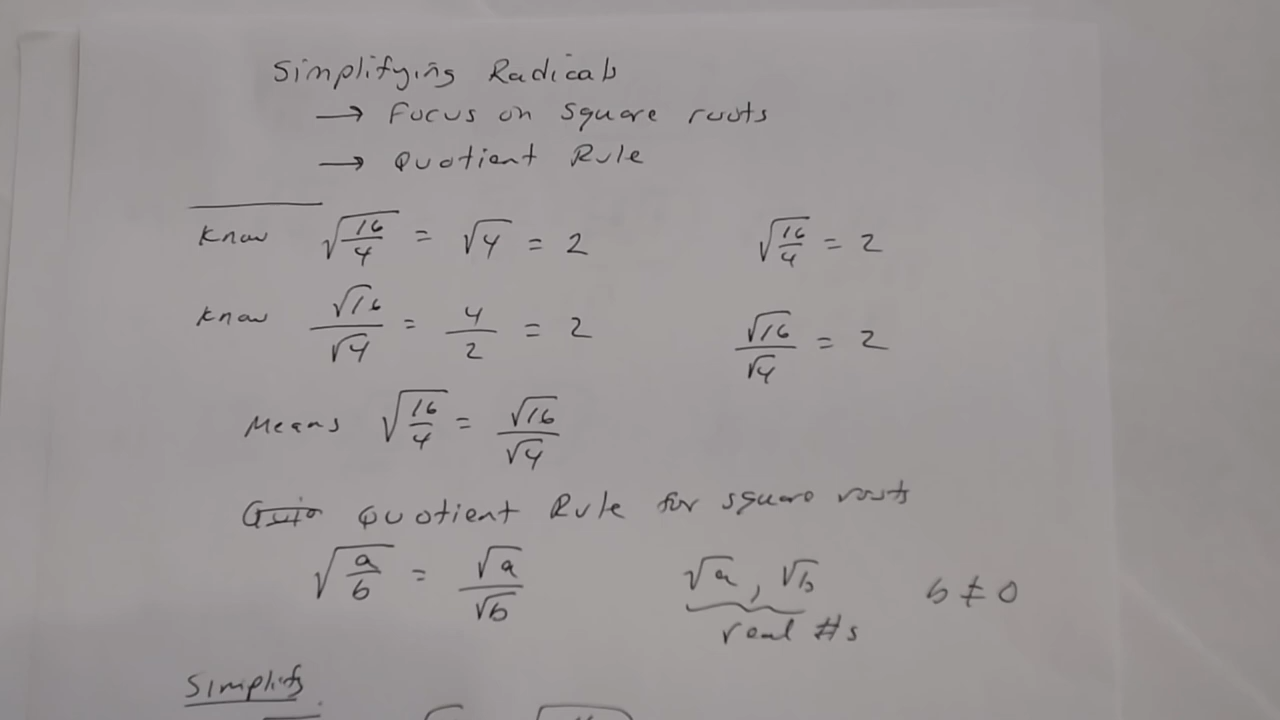 Simplifying Radicals
→ Focus on square roots
→ Quotient Rule
Know √(16/4) = √4 = 2    √(16/4) = 2
Know √16/√4 = 4/2 = 2    √16/√4 = 2
Means √(16/4) = √16/√4
Quotient Rule for square roots
√(a/b) = √a/√b    √a, √b    b ≠ 0
real #s
Simplify